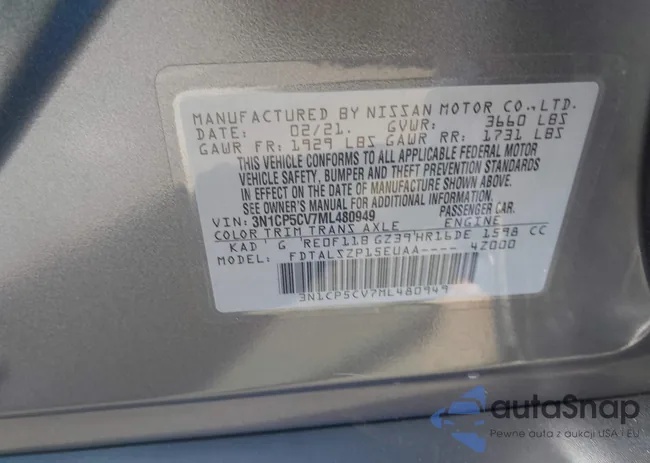 MANUFACTURED BY NISSAN MOTOR CO., LTD.
DATE: 02/21. GVWR: 3660 LBS
GAWR FR: 1929 LBS GAWR RR: 1731 LBS
THIS VEHICLE CONFORMS TO ALL APPLICABLE FEDERAL MOTOR
VEHICLE SAFETY, BUMPER AND THEFT PREVENTION STANDARDS
IN EFFECT ON THE DATE OF MANUFACTURE SHOWN ABOVE.
SEE OWNER'S MANUAL FOR ADDITIONAL INFORMATION.
VIN: 3N1CP5CV7ML480949 PASSENGER CAR.
COLOR TRIM TRANS AXLE ENGINE
KAD G RE0F11B GZ39 HR16DE 1598 CC
MODEL: FDTALSZP15EUAA---- 4Z000
3N1CP5CV7ML480949
autoSnap
Pewne auta z aukcji USA i EU